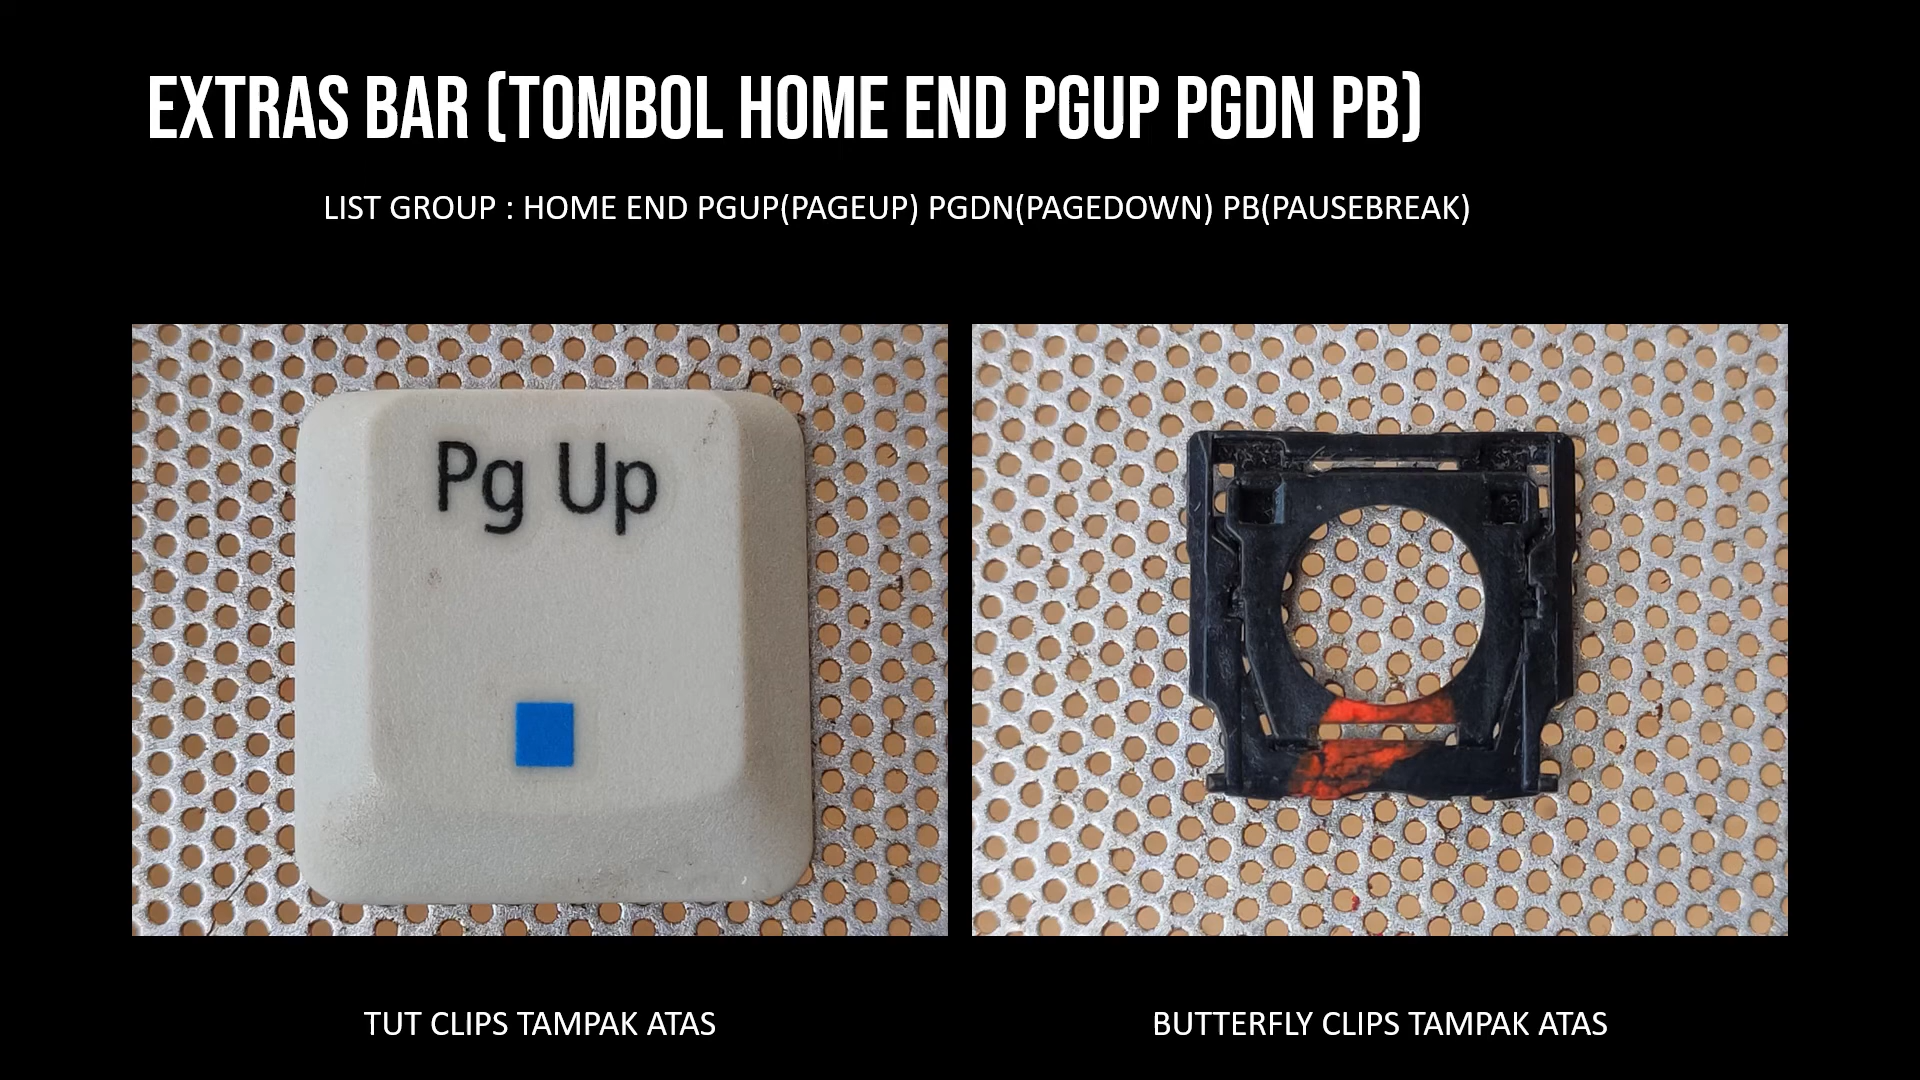 EXTRAS BAR (TOMBOL HOME END PGUP PGDN PB)
LIST GROUP : HOME END PGUP(PAGEUP) PGDN(PAGEDOWN) PB(PAUSEBREAK)
Pg Up
TUT CLIPS TAMPAK ATAS
BUTTERFLY CLIPS TAMPAK ATAS